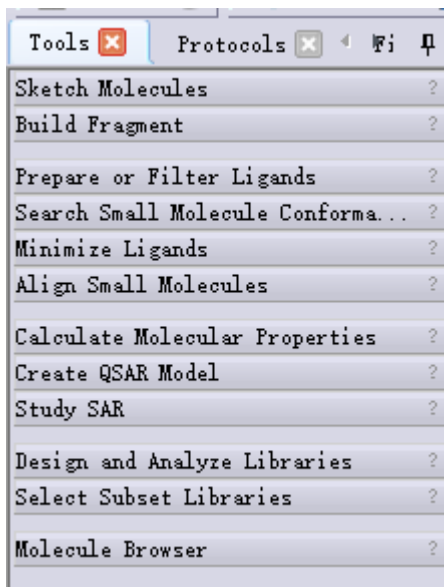 Tools Protocols Fi
Sketch Molecules ?
Build Fragment ?
Prepare or Filter Ligands ?
Search Small Molecule Conforma... ?
Minimize Ligands ?
Align Small Molecules ?
Calculate Molecular Properties ?
Create QSAR Model ?
Study SAR ?
Design and Analyze Libraries ?
Select Subset Libraries ?
Molecule Browser ?